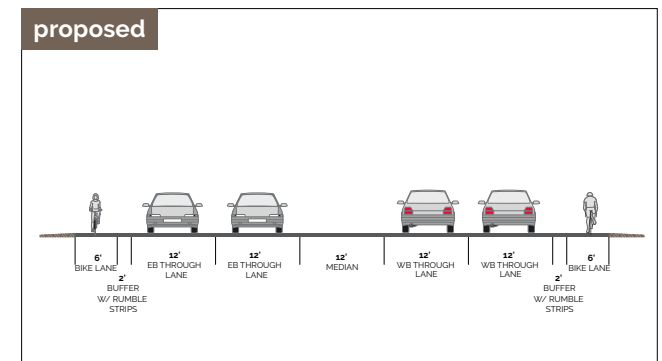 proposed
6'
BIKE LANE
2'
BUFFER
W/ RUMBLE
STRIPS
12'
EB THROUGH
LANE
12'
EB THROUGH
LANE
12'
MEDIAN
12'
WB THROUGH
LANE
12'
WB THROUGH
LANE
2'
BUFFER
W/ RUMBLE
STRIPS
6'
BIKE LANE